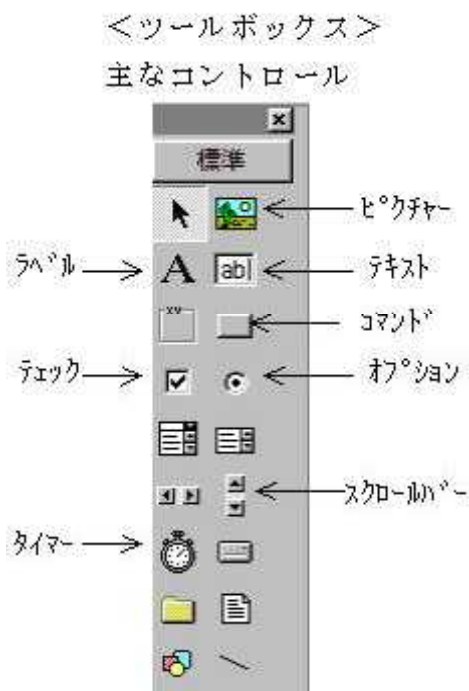 ＜ツールボックス＞
主なコントロール
標準
ﾋﾟｸﾁｬｰ
ﾗﾍﾞﾙ
A
ab
ﾃｷｽﾄ
xv
ｺﾏﾝﾄﾞ
ﾁｪｯｸ
ｵﾌﾟｼｮﾝ
ｽｸﾛｰﾙﾊﾞｰ
ﾀｲﾏｰ